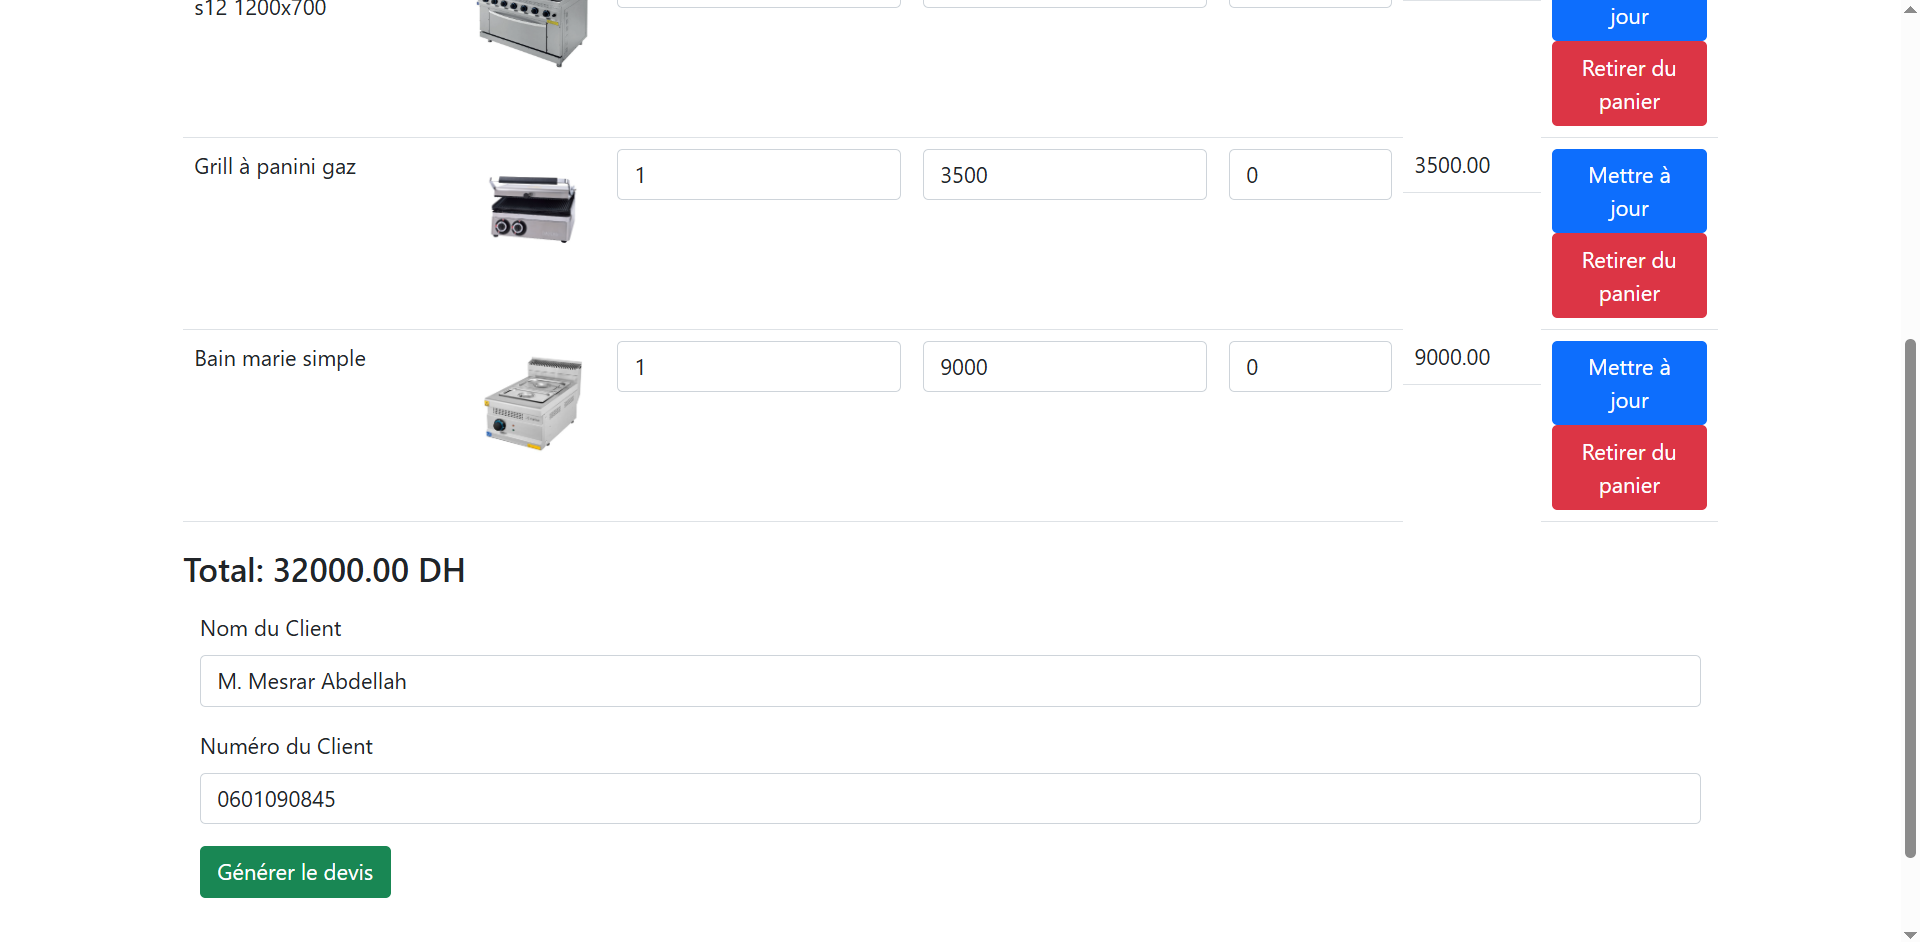 s12 1200x700
jour
Retirer du
panier
Grill à panini gaz
1
3500
0
3500.00
Mettre à
jour
Retirer du
panier
Bain marie simple
1
9000
0
9000.00
Mettre à
jour
Retirer du
panier
Total: 32000.00 DH
Nom du Client
M. Mesrar Abdellah
Numéro du Client
0601090845
Générer le devis